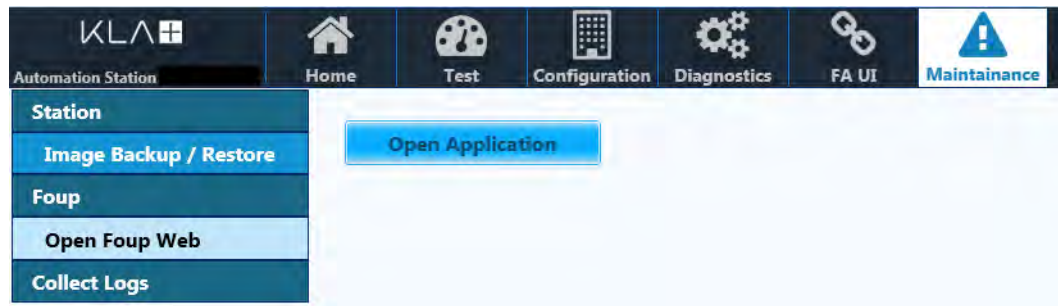 KLA+
Automation Station
Home
Test
Configuration
Diagnostics
FA UI
Maintainance
Station
Image Backup / Restore
Foup
Open Foup Web
Collect Logs
Open Application